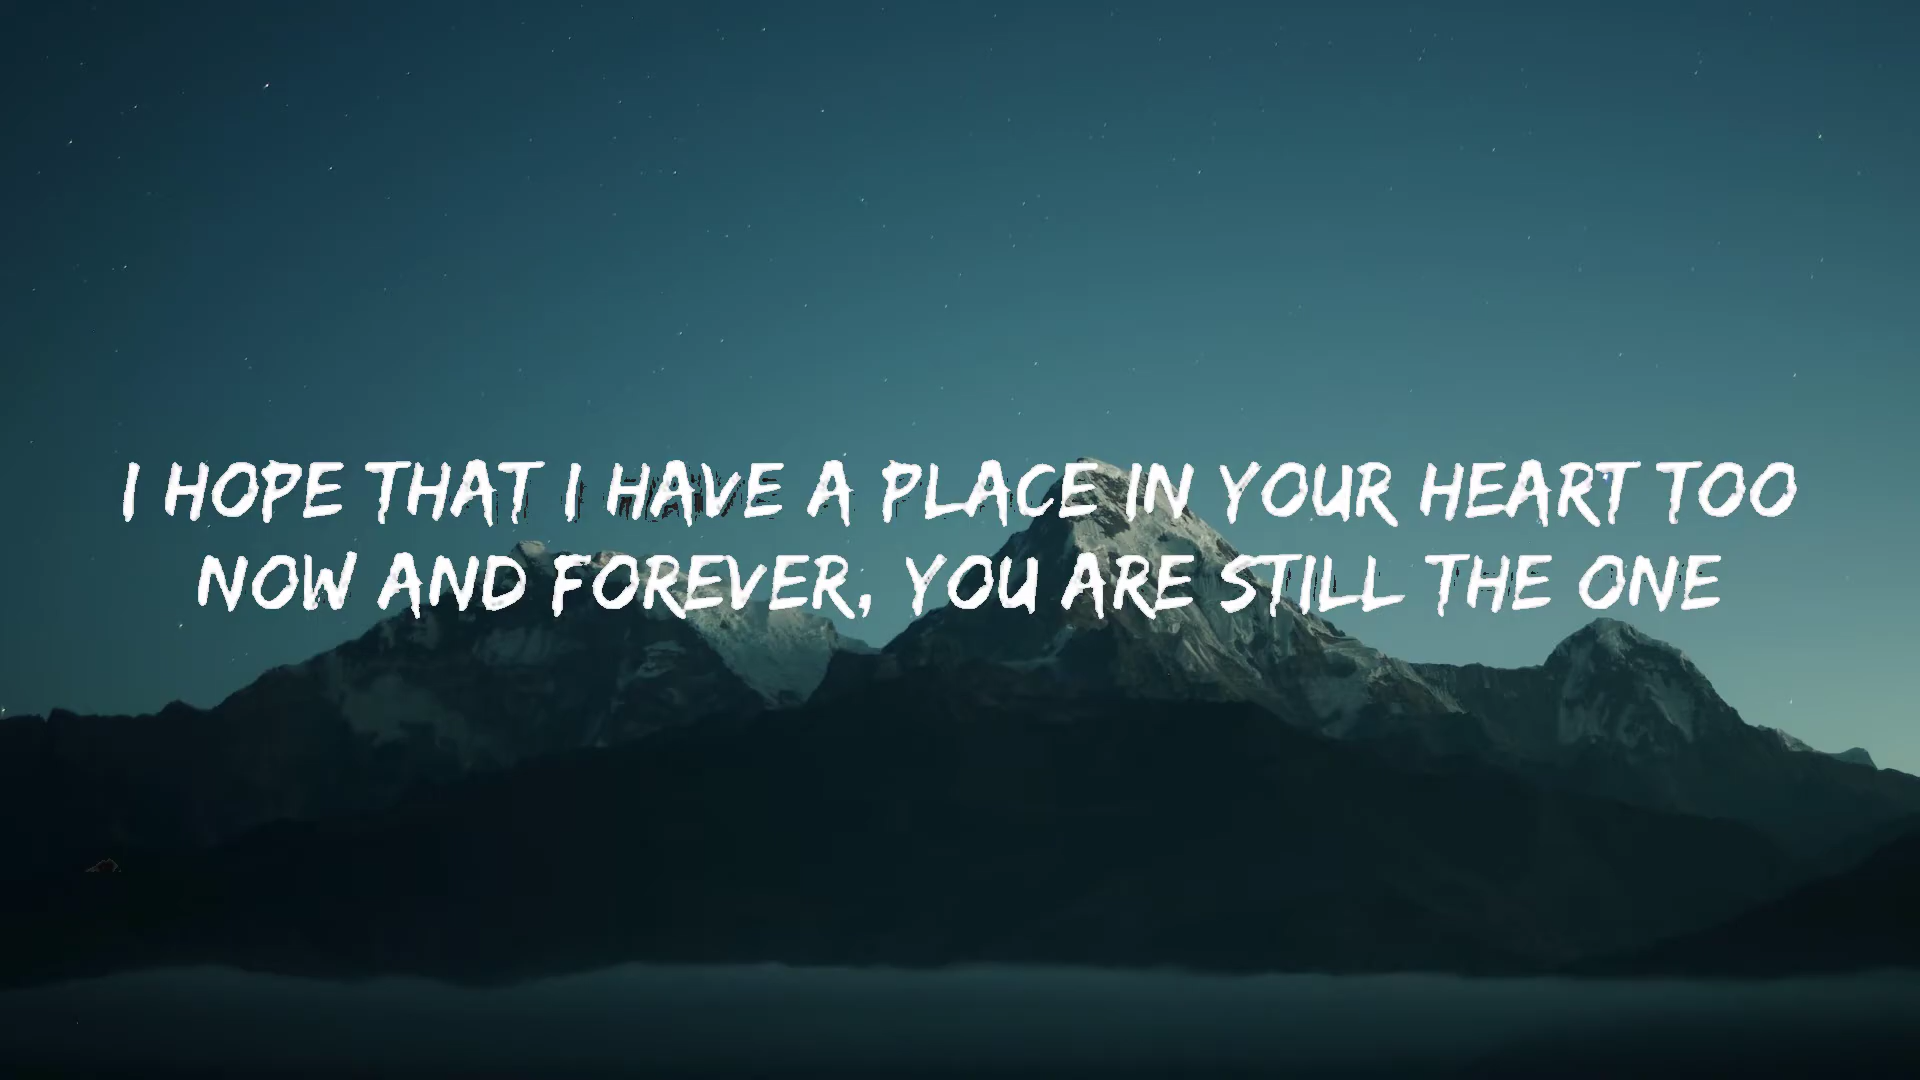 I HOPE THAT I HAVE A PLACE IN YOUR HEART TOO
NOW AND FOREVER, YOU ARE STILL THE ONE